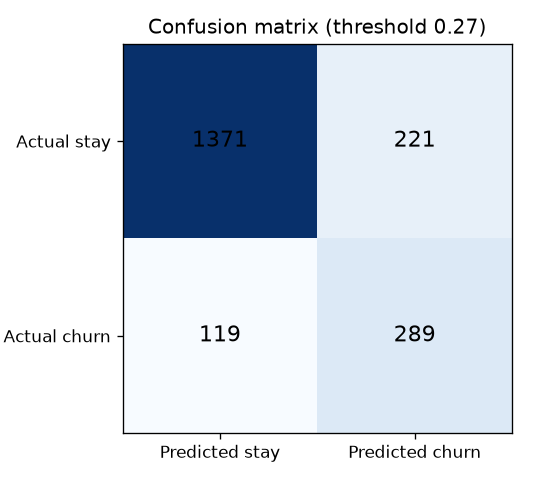 Confusion matrix (threshold 0.27)
Actual stay 1371 221
Actual churn 119 289
Predicted stay Predicted churn